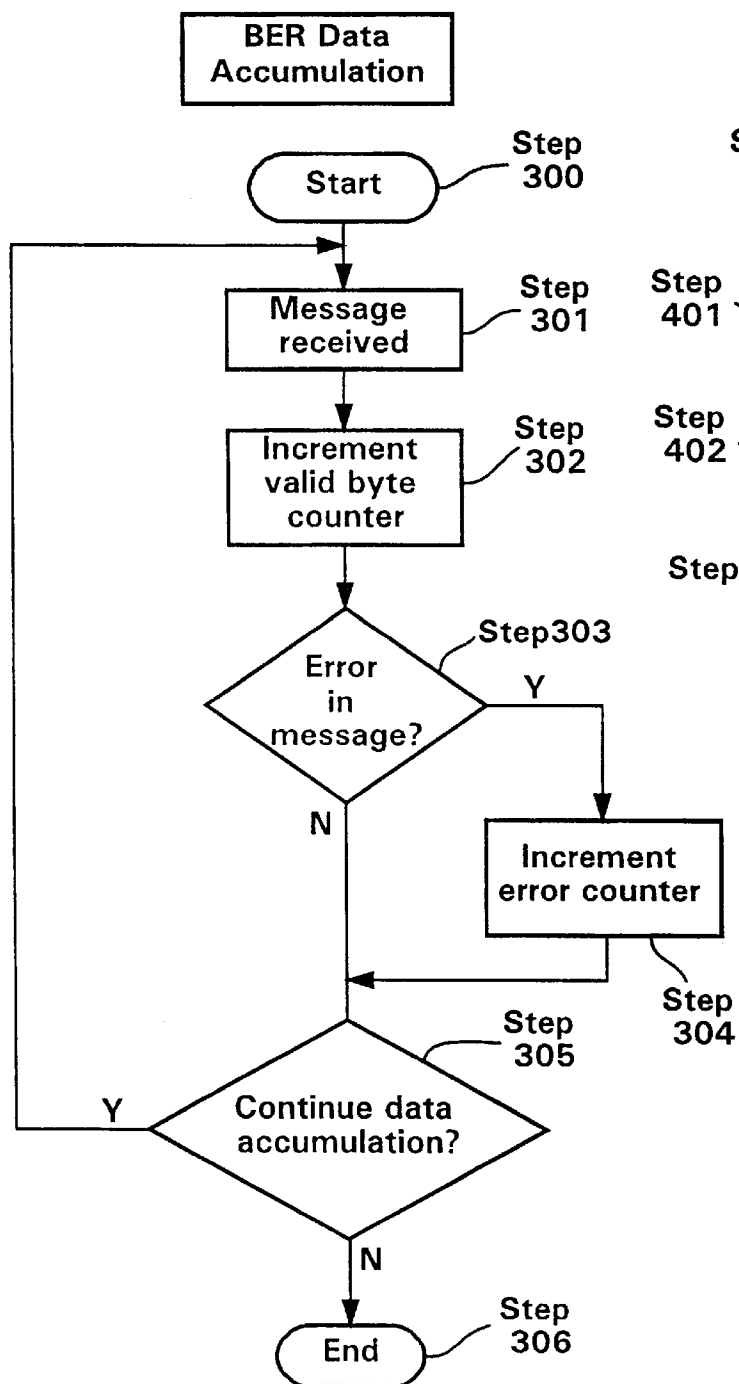 BER Data
Accumulation
Start
Step
300
Message
received
Step
301
Step
401
Increment
valid byte
counter
Step
302
Step
402
Step
Error
in
message?
Step303
Y
N
Increment
error counter
Step
304
Continue data
accumulation?
Step
305
Y
N
End
Step
306